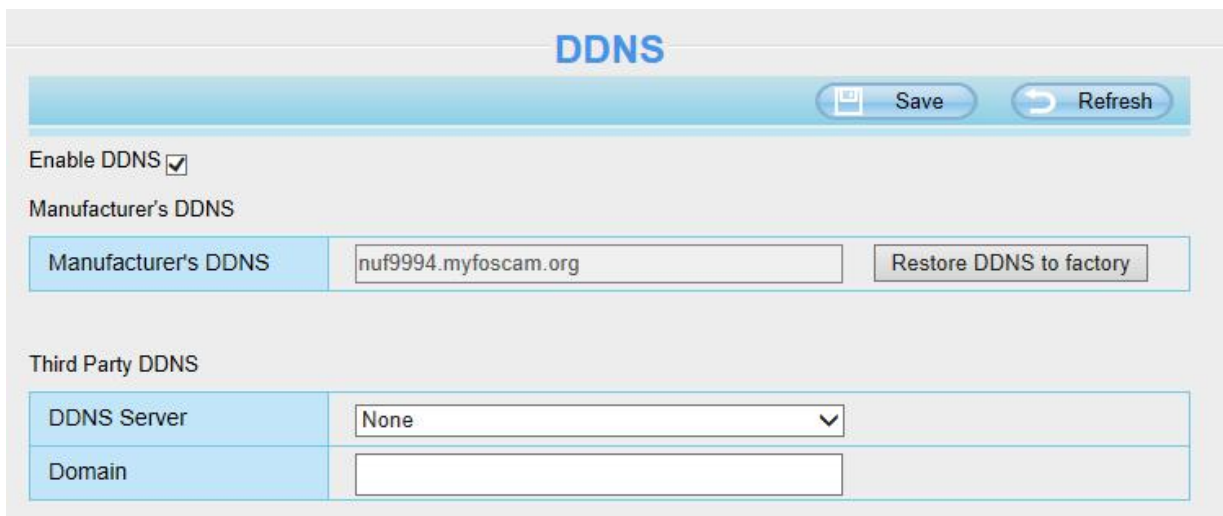 DDNS
Save Refresh
Enable DDNS
Manufacturer's DDNS
Manufacturer's DDNS nuf9994.myfoscam.org Restore DDNS to factory
Third Party DDNS
DDNS Server None
Domain